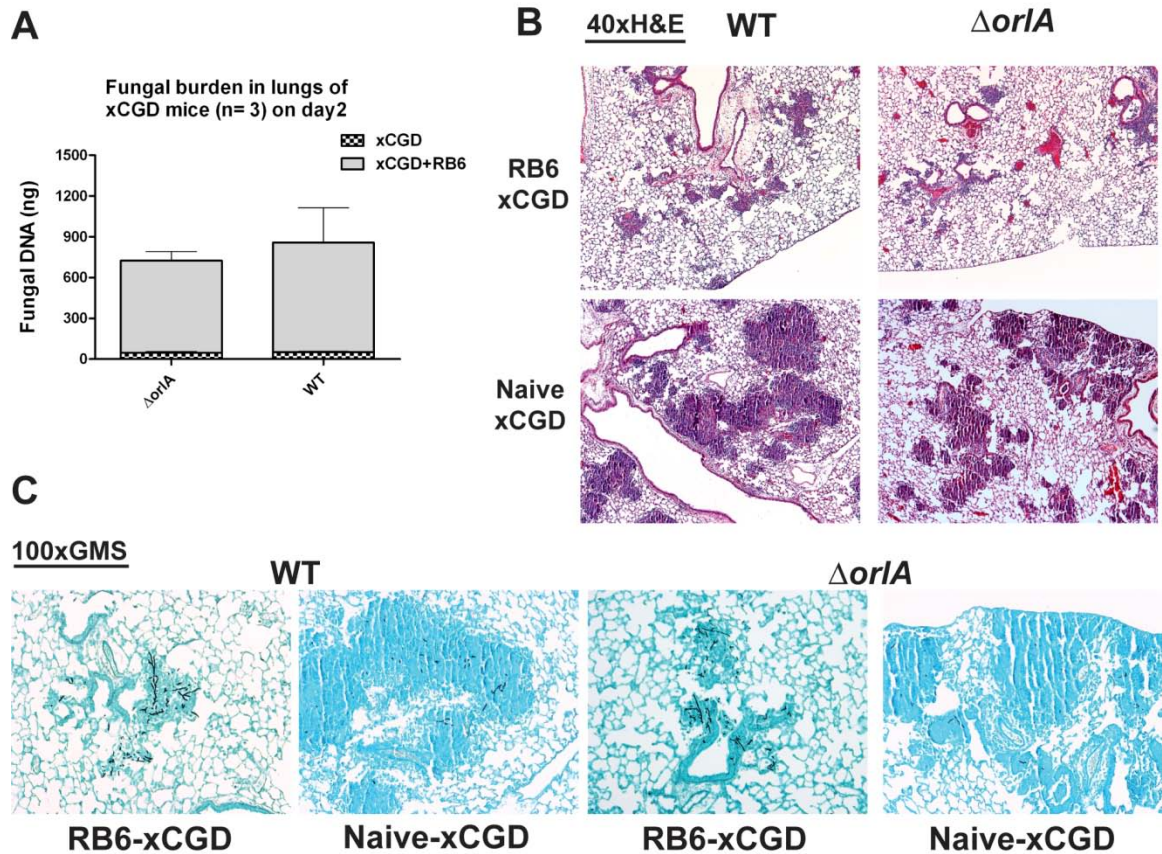 A
Fungal burden in lungs of
xCGD mice (n= 3) on day2
xCGD
xCGD+RB6
1500
1200
900
600
300
0
Fungal DNA (ng)
ΔorlA
WT
B
40xH&E
WT
ΔorlA
RB6
xCGD
Naive
xCGD
C
100xGMS
WT
ΔorlA
RB6-xCGD
Naive-xCGD
RB6-xCGD
Naive-xCGD